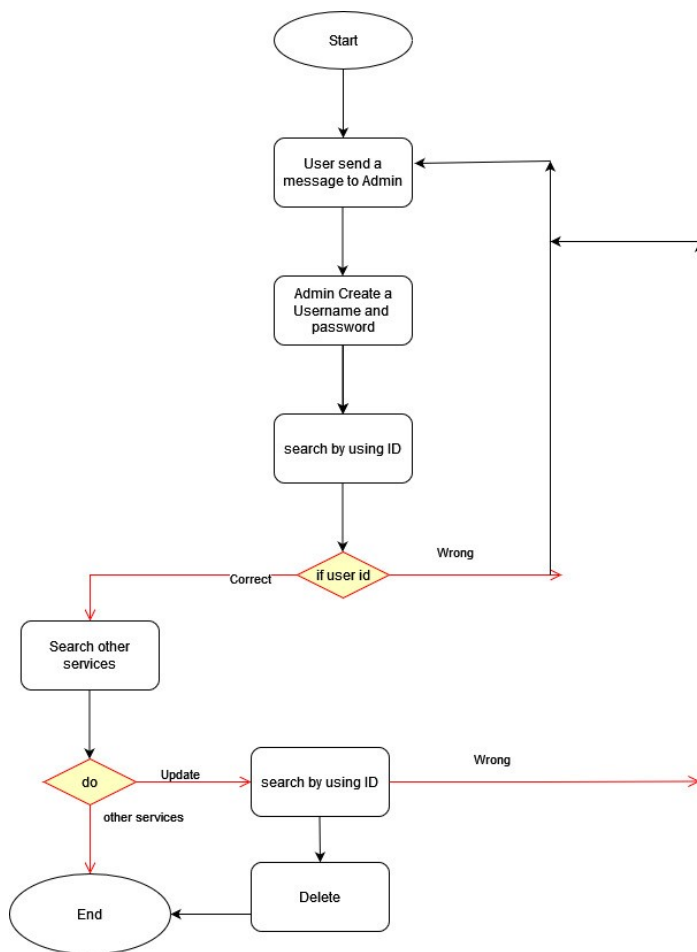 Start
User send a
message to Admin
Admin Create a
Username and
password
search by using ID
Wrong
if user id
Correct
Search other
services
do
Update
search by using ID
Wrong
other services
Delete
End